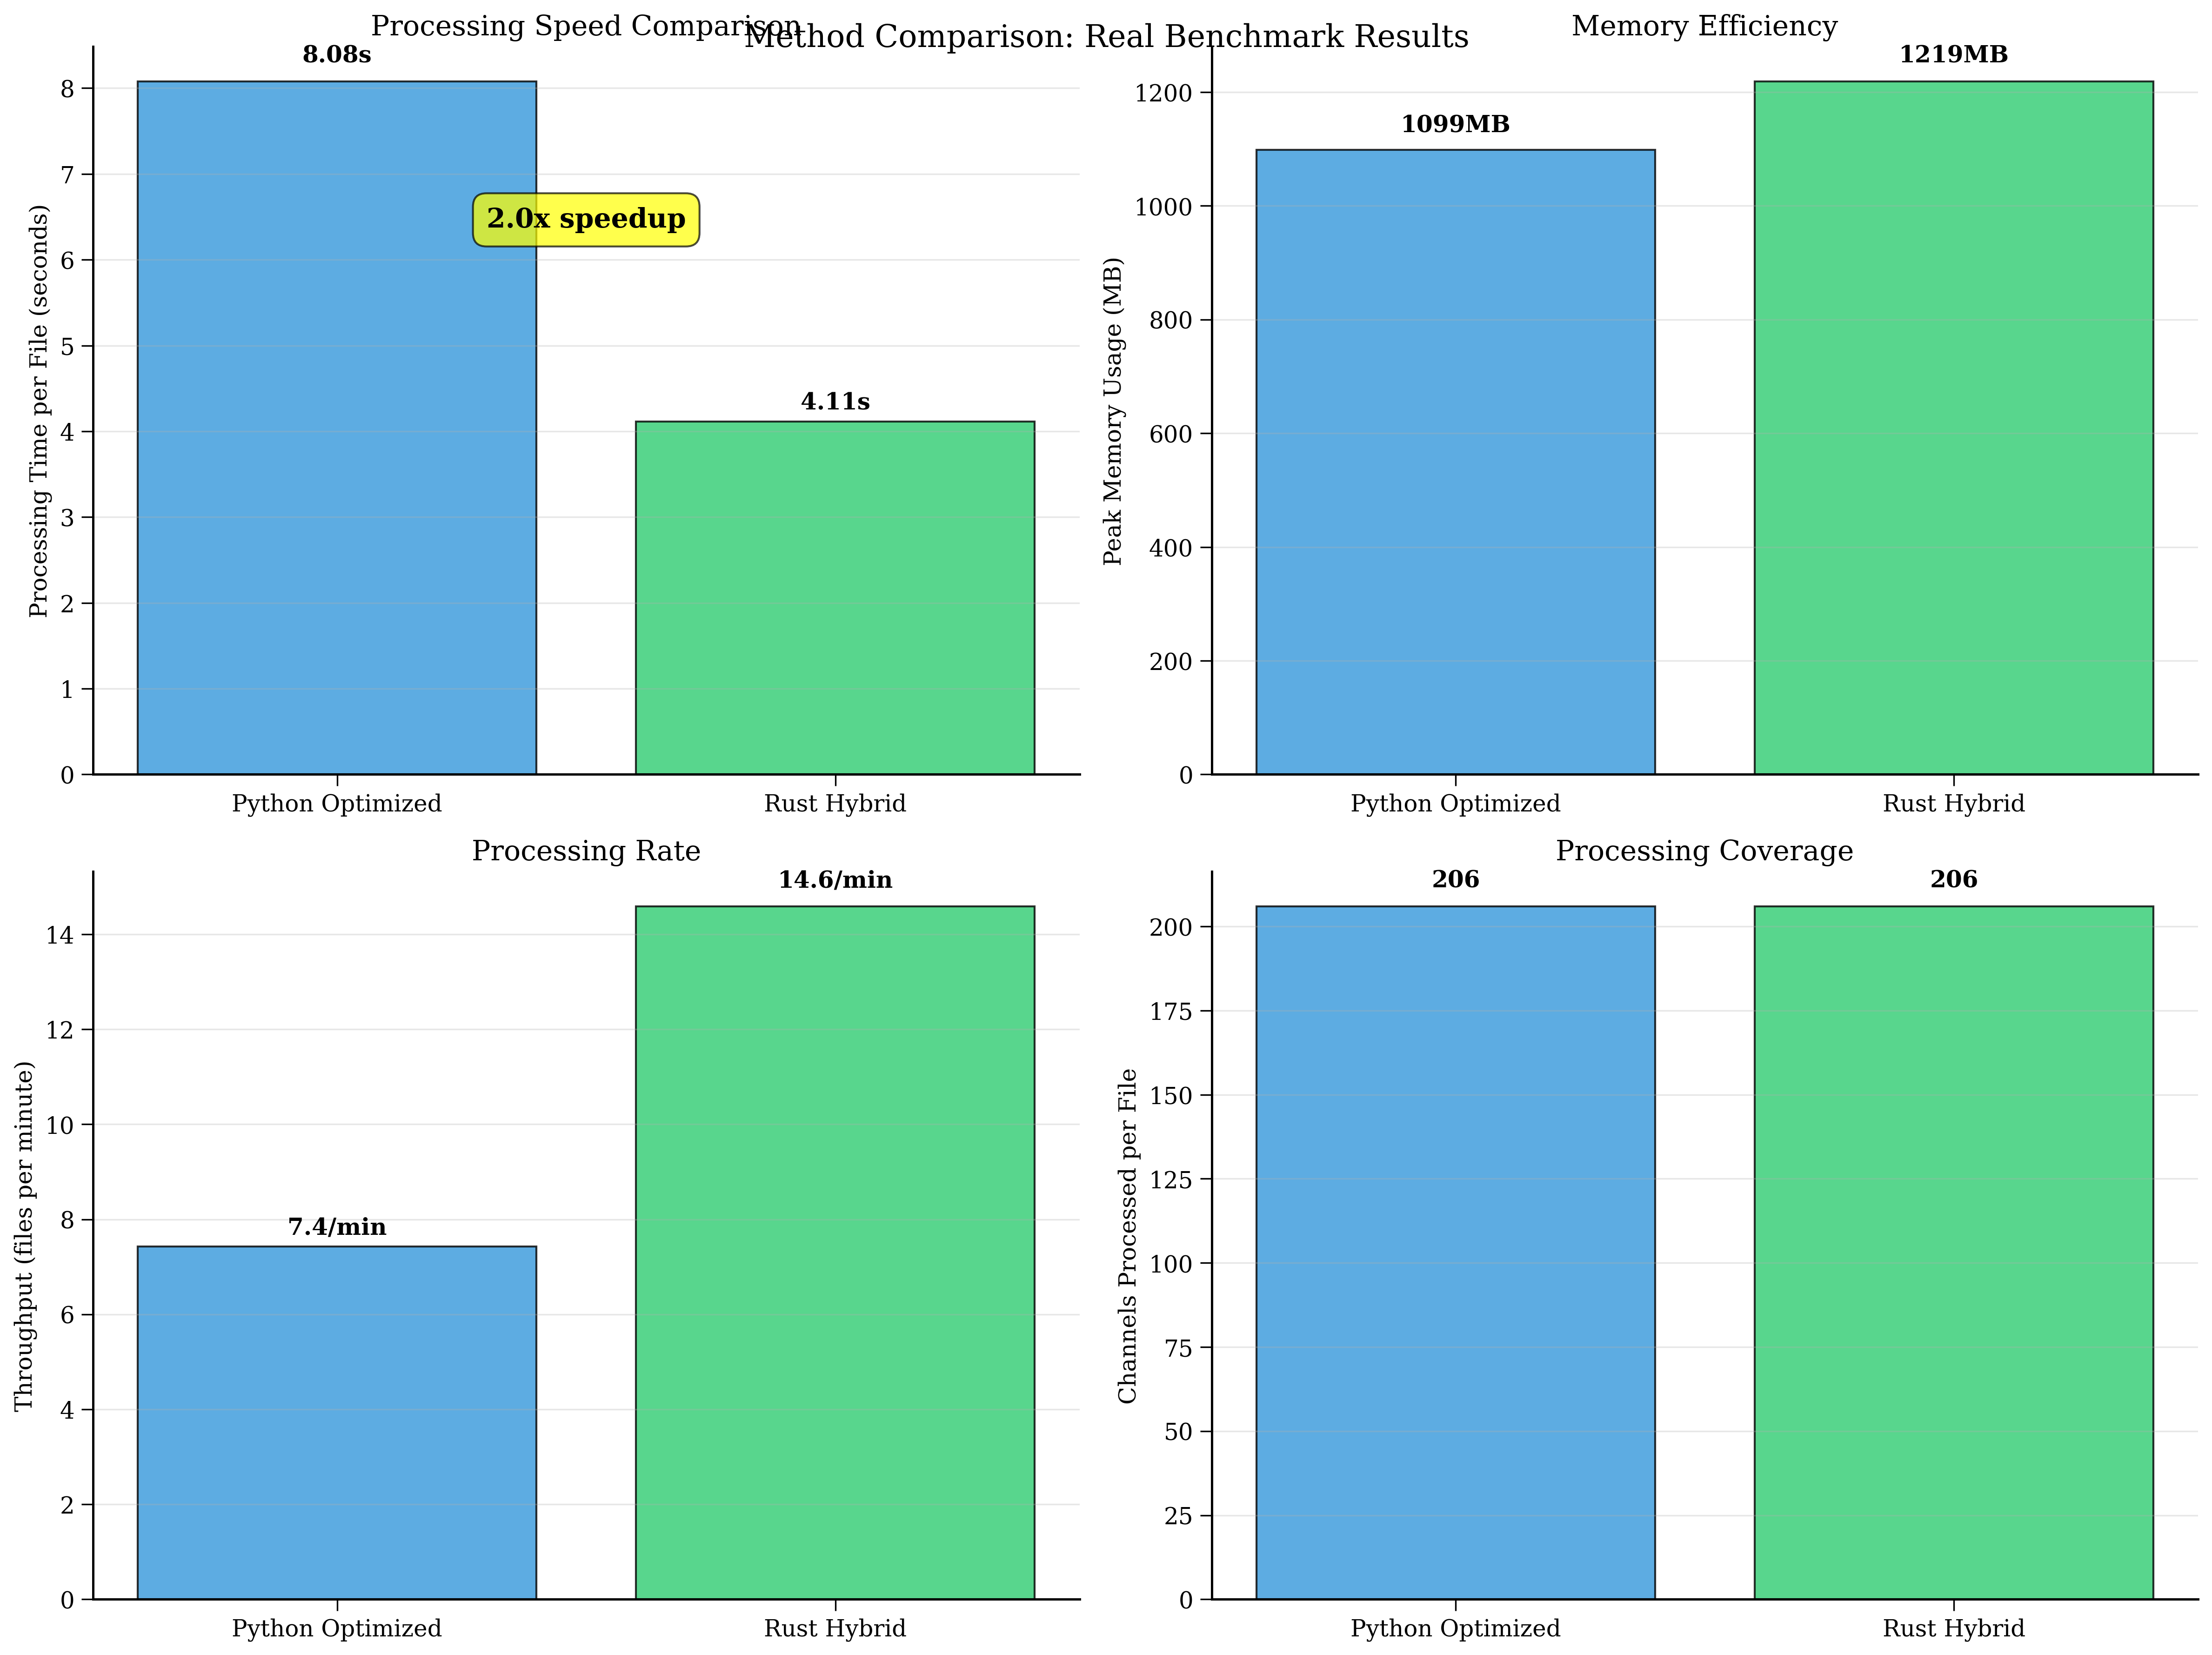 Method Comparison: Real Benchmark Results
Processing Speed Comparison
Processing Time per File (seconds)
8
7
6
5
4
3
2
1
0
8.08s
2.0x speedup
4.11s
Python Optimized
Rust Hybrid
Memory Efficiency
Peak Memory Usage (MB)
1200
1000
800
600
400
200
0
1099MB
1219MB
Python Optimized
Rust Hybrid
Processing Rate
Throughput (files per minute)
14
12
10
8
6
4
2
0
7.4/min
14.6/min
Python Optimized
Rust Hybrid
Processing Coverage
Channels Processed per File
200
175
150
125
100
75
50
25
0
206
206
Python Optimized
Rust Hybrid